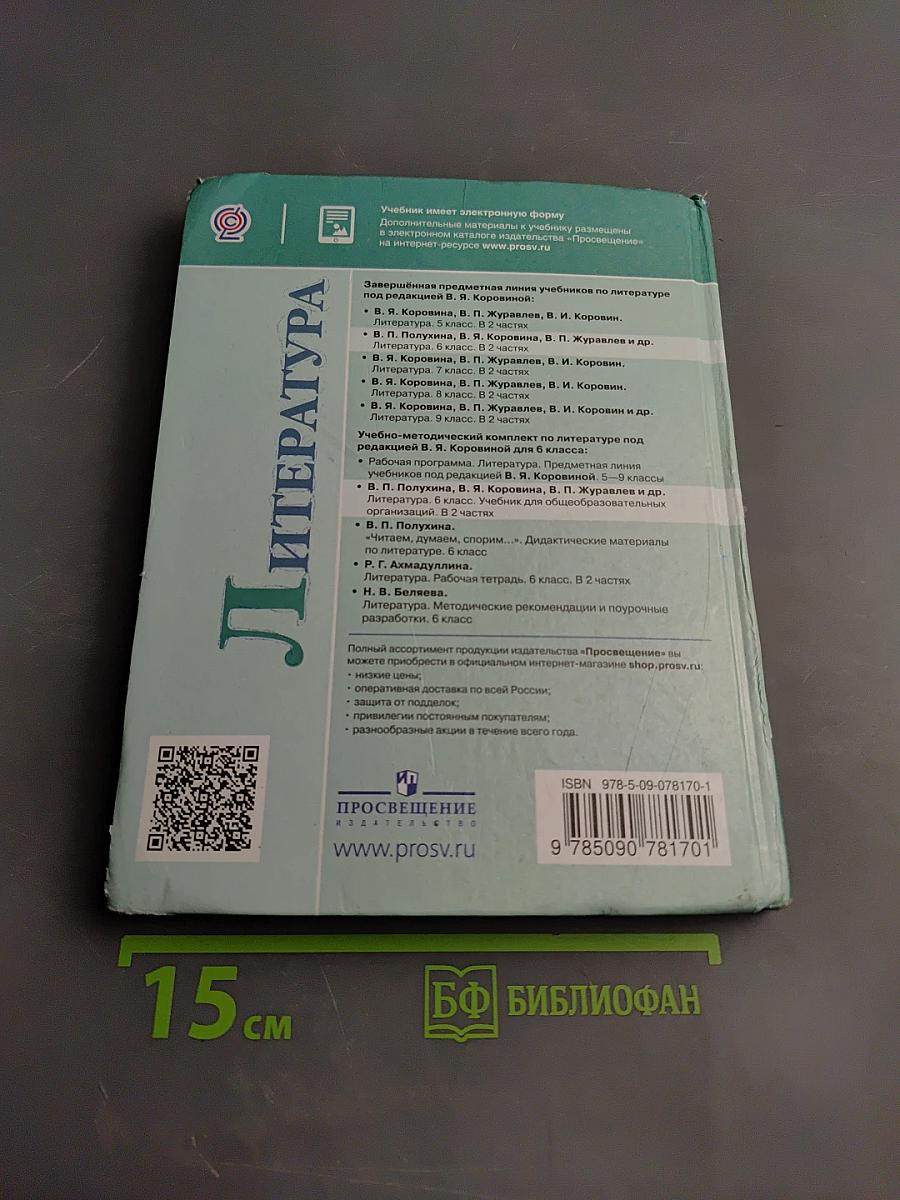 Учебник имеет электронную форму
Дополнительные материалы к учебнику размещены
в электронном каталоге издательства «Просвещение»
на интернет-ресурсе www.prosv.ru
ЛИТЕРАТУРА
Завершённая предметная линия учебников по литературе
под редакцией В. Я. Коровиной:
• В. Я. Коровина, В. П. Журавлев, В. И. Коровин.
Литература. 5 класс. В 2 частях
• В. П. Полухина, В. Я. Коровина, В. П. Журавлев и др.
Литература. 6 класс. В 2 частях
• В. Я. Коровина, В. П. Журавлев, В. И. Коровин.
Литература. 7 класс. В 2 частях
• В. Я. Коровина, В. П. Журавлев, В. И. Коровин.
Литература. 8 класс. В 2 частях
• В. Я. Коровина, В. П. Журавлев, В. И. Коровин и др.
Литература. 9 класс. В 2 частях
Учебно-методический комплект по литературе под
редакцией В. Я. Коровиной для 6 класса:
• Рабочая программа. Литература. Предметная линия
учебников под редакцией В. Я. Коровиной. 5—9 классы
• В. П. Полухина, В. Я. Коровина, В. П. Журавлев и др.
Литература. 6 класс. Учебник для общеобразовательных
организаций. В 2 частях
• В. П. Полухина.
«Читаем, думаем, спорим...». Дидактические материалы
по литературе. 6 класс
• Р. Г. Ахмадуллина.
Литература. Рабочая тетрадь. 6 класс. В 2 частях
• Н. В. Беляева.
Литература. Методические рекомендации и поурочные
разработки. 6 класс
Полный ассортимент продукции издательства «Просвещение» вы
можете приобрести в официальном интернет-магазине shop.prosv.ru:
• низкие цены;
• оперативная доставка по всей России;
• защита от подделок;
• привилегии постоянным покупателям;
• разнообразные акции в течение всего года.
ПРОСВЕЩЕНИЕ
ИЗДАТЕЛЬСТВО
www.prosv.ru
ISBN 978-5-09-078170-1
9 785090 781701
15 см
БФ БИБЛИОФАН